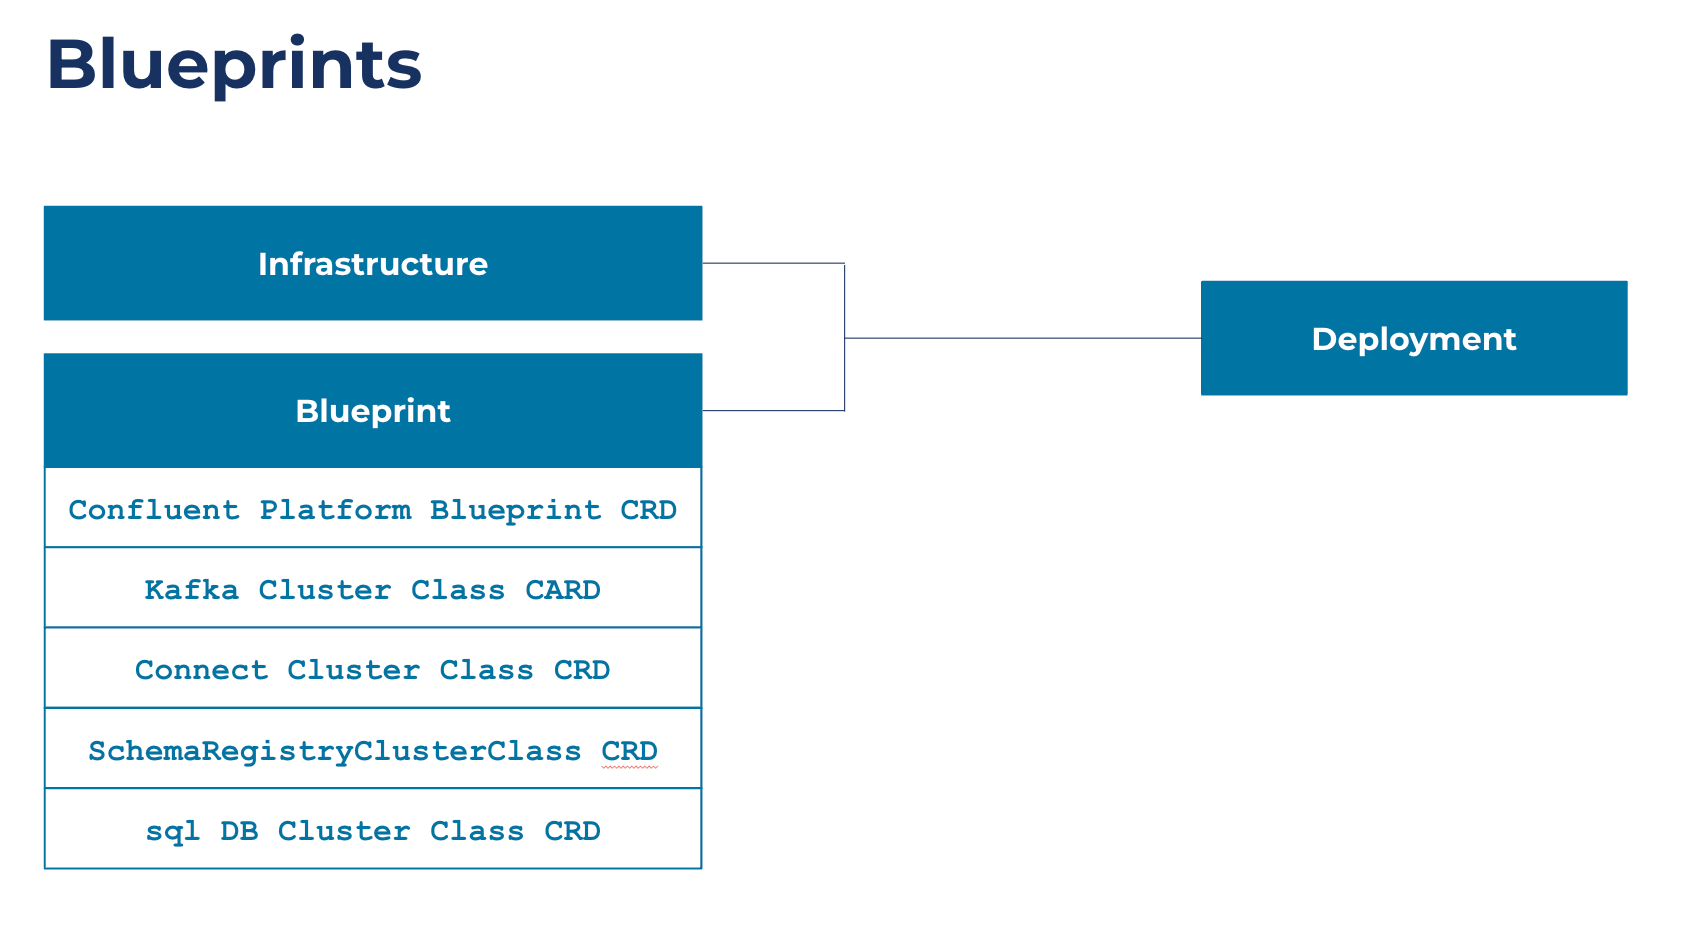 Blueprints
Infrastructure
Deployment
Blueprint
Confluent Platform Blueprint CRD
Kafka Cluster Class CARD
Connect Cluster Class CRD
SchemaRegistryClusterClass CRD
sql DB Cluster Class CRD